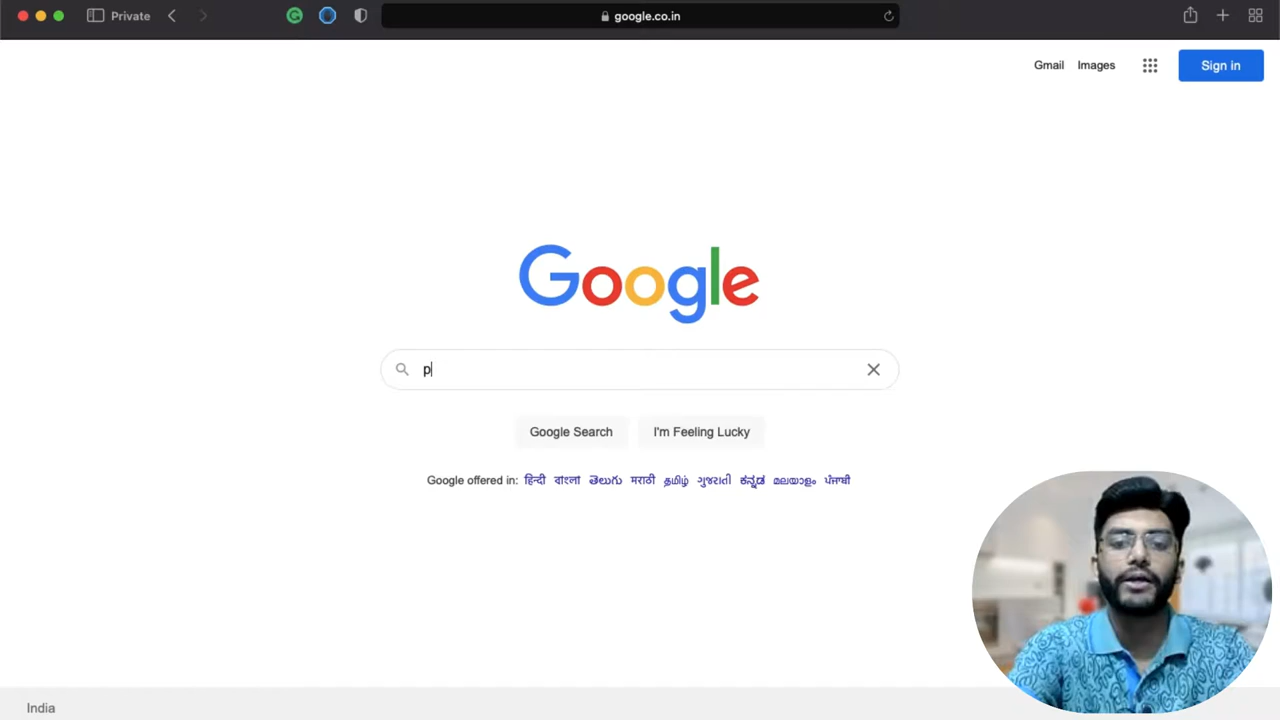 Private
google.co.in
Gmail Images
Sign in
Google
p
Google Search I'm Feeling Lucky
Google offered in: हिन्दी বাংলা తెలుగు मराठी தமிழ் ગુજરાતી ಕನ್ನಡ മലയാളം ਪੰਜਾਬੀ
India